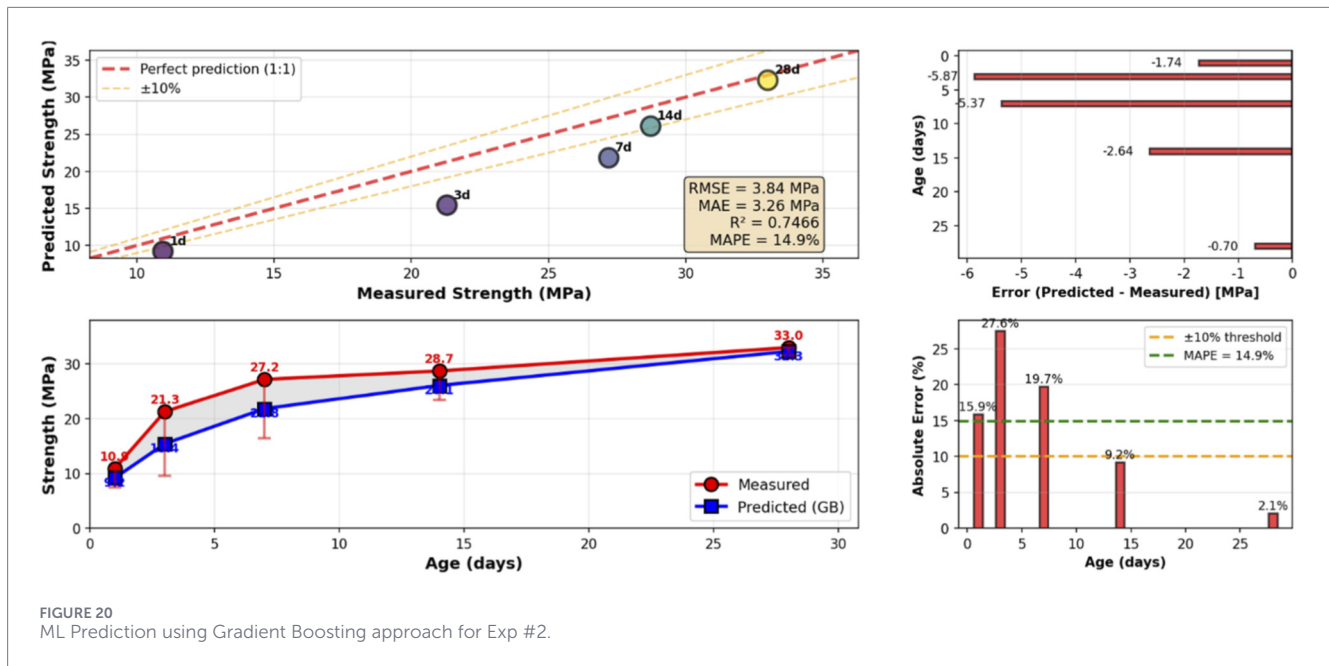 Predicted Strength (MPa)
35
30
25
20
15
10
Perfect prediction (1:1)
±10%
28d
14d
7d
3d
1d
RMSE = 3.84 MPa
MAE = 3.26 MPa
R² = 0.7466
MAPE = 14.9%
10 15 20 25 30 35
Measured Strength (MPa)
Age (days)
0
5
10
15
20
25
-1.74
-5.87
-5.37
-2.64
-0.70
-6 -5 -4 -3 -2 -1 0
Error (Predicted - Measured) [MPa]
Strength (MPa)
30
20
10
0
10.9
21.3
27.2
28.7
33.0
Measured
Predicted (GB)
0 5 10 15 20 25 30
Age (days)
Absolute Error (%)
25
20
15
10
5
0
15.9%
27.6%
19.7%
9.2%
2.1%
±10% threshold
MAPE = 14.9%
0 5 10 15 20 25
Age (days)
FIGURE 20
ML Prediction using Gradient Boosting approach for Exp #2.